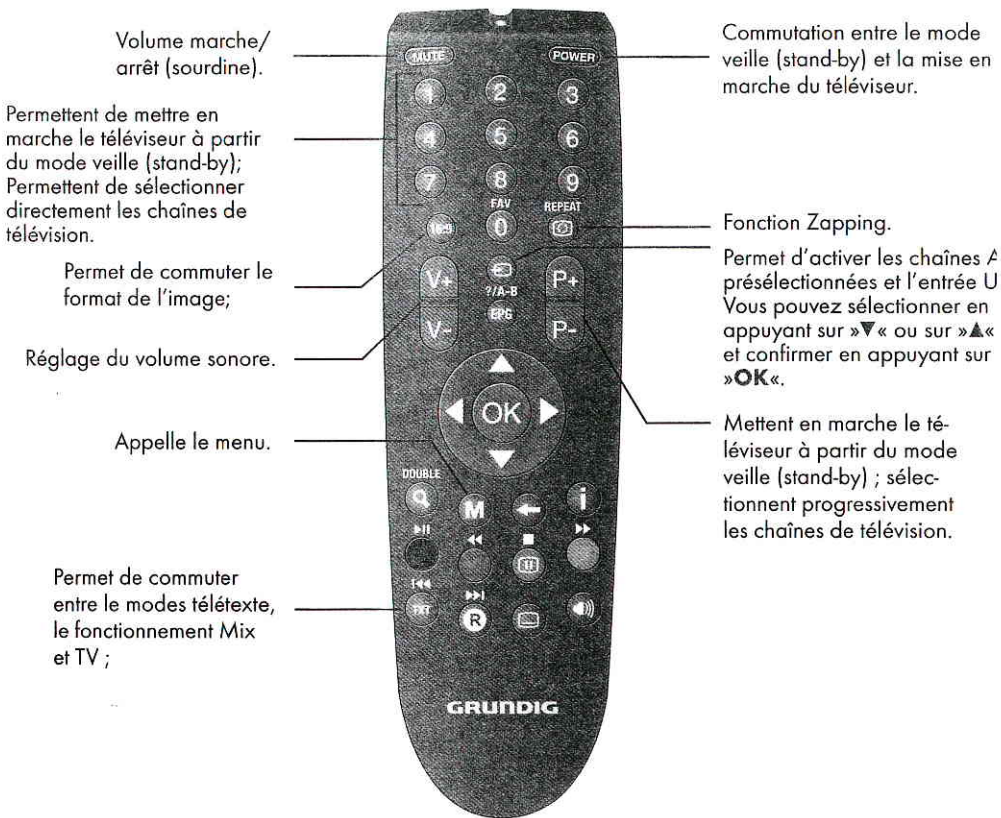 Volume marche/
arrêt (sourdine).
Permettent de mettre en
marche le téléviseur à partir
du mode veille (stand-by);
Permettent de sélectionner
directement les chaînes de
télévision.
Permet de commuter le
format de l'image;
Réglage du volume sonore.
Appelle le menu.
Permet de commuter
entre le modes télétexte,
le fonctionnement Mix
et TV ;
MUTE
POWER
1 2 3
4 5 6
7 8 9
FAV REPEAT
16:9 0
V+ P+
?/A-B
EPG
V- P-
OK
DOUBLE
M i
TXT R
GRUNDIG
Commutation entre le mode
veille (stand-by) et la mise en
marche du téléviseur.
Fonction Zapping.
Permet d'activer les chaînes A
présélectionnées et l'entrée U
Vous pouvez sélectionner en
appuyant sur »▼« ou sur »▲«
et confirmer en appuyant sur
»OK«.
Mettent en marche le té-
léviseur à partir du mode
veille (stand-by) ; sélec-
tionnent progressivement
les chaînes de télévision.